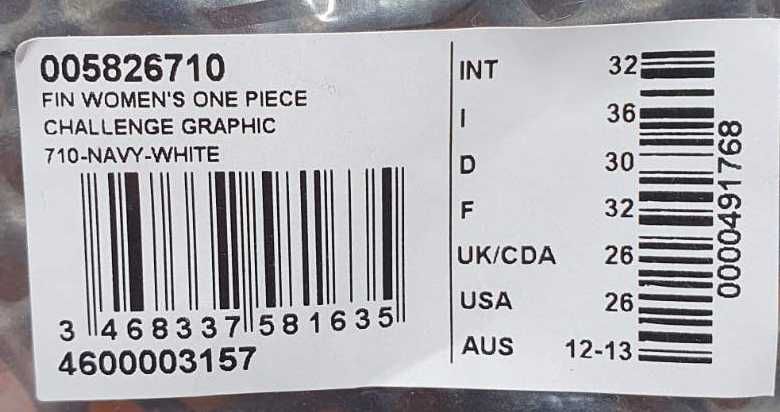 005826710
FIN WOMEN'S ONE PIECE
CHALLENGE GRAPHIC
710-NAVY-WHITE
3 468337 581635
4600003157
INT 32
I 36
D 30
F 32
UK/CDA 26
USA 26
AUS 12-13
0000491768